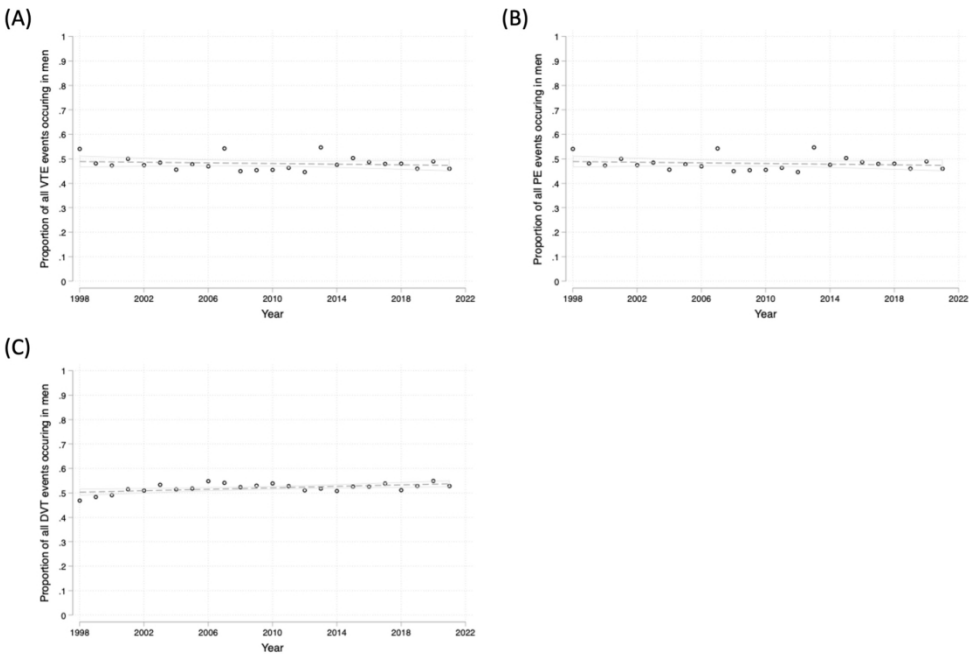 (A)
Proportion of all VTE events occuring in men
1
.9
.8
.7
.6
.5
.4
.3
.2
.1
0
1998 2002 2006 2010 2014 2018 2022
Year
(B)
Proportion of all PE events occuring in men
1
.9
.8
.7
.6
.5
.4
.3
.2
.1
0
1998 2002 2006 2010 2014 2018 2022
Year
(C)
Proportion of all DVT events occuring in men
1
.9
.8
.7
.6
.5
.4
.3
.2
.1
0
1998 2002 2006 2010 2014 2018 2022
Year